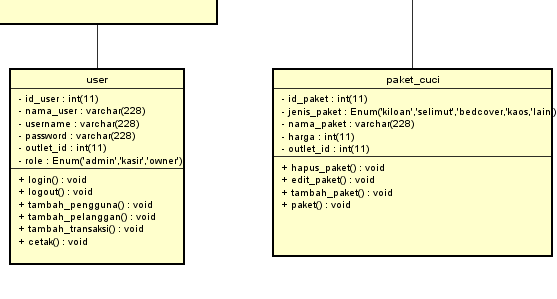 user
- id_user : int(11)
- nama_user : varchar(228)
- username : varchar(228)
- password : varchar(228)
- outlet_id : int(11)
- role : Enum('admin','kasir','owner')
+ login() : void
+ logout() : void
+ tambah_pengguna() : void
+ tambah_pelanggan() : void
+ tambah_transaksi() : void
+ cetak() : void
paket_cuci
- id_paket : int(11)
- jenis_paket : Enum('kiloan','selimut','bedcover,'kaos,'lain)
- nama_paket : varchar(228)
- harga : int(11)
- outlet_id : int(11)
+ hapus_paket() : void
+ edit_paket() : void
+ tambah_paket() : void
+ paket() : void